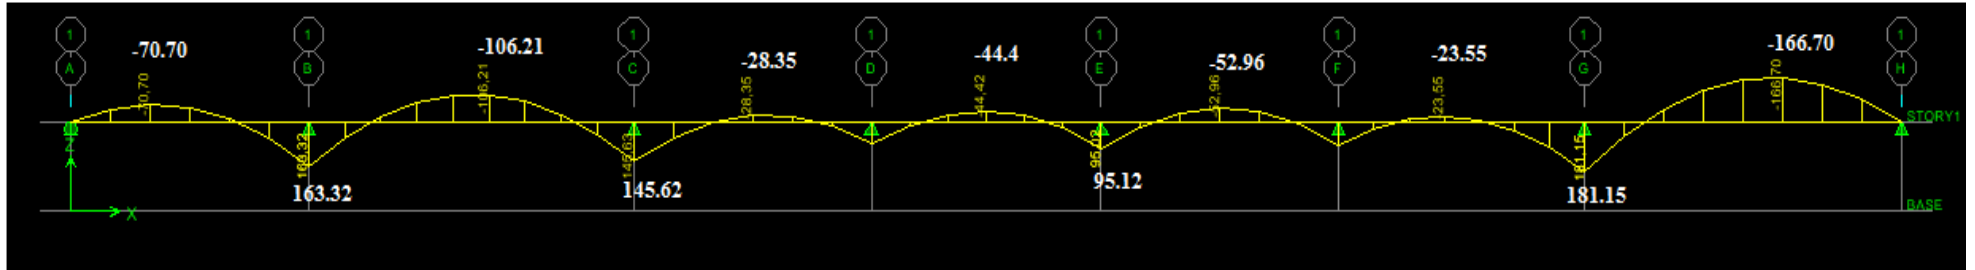 1 1 1 1 1 1 1 1
-70.70 -106.21 -28.35 -44.4 -52.96 -23.55 -166.70
A B C D E F G H
-70,70 -106,21 -28,35 -44,42 -52,96 -23,55 -166,70
STORY1
Z
163,32 145,63 181,15
163.32 145.62 95.12 181.15
X
BASE